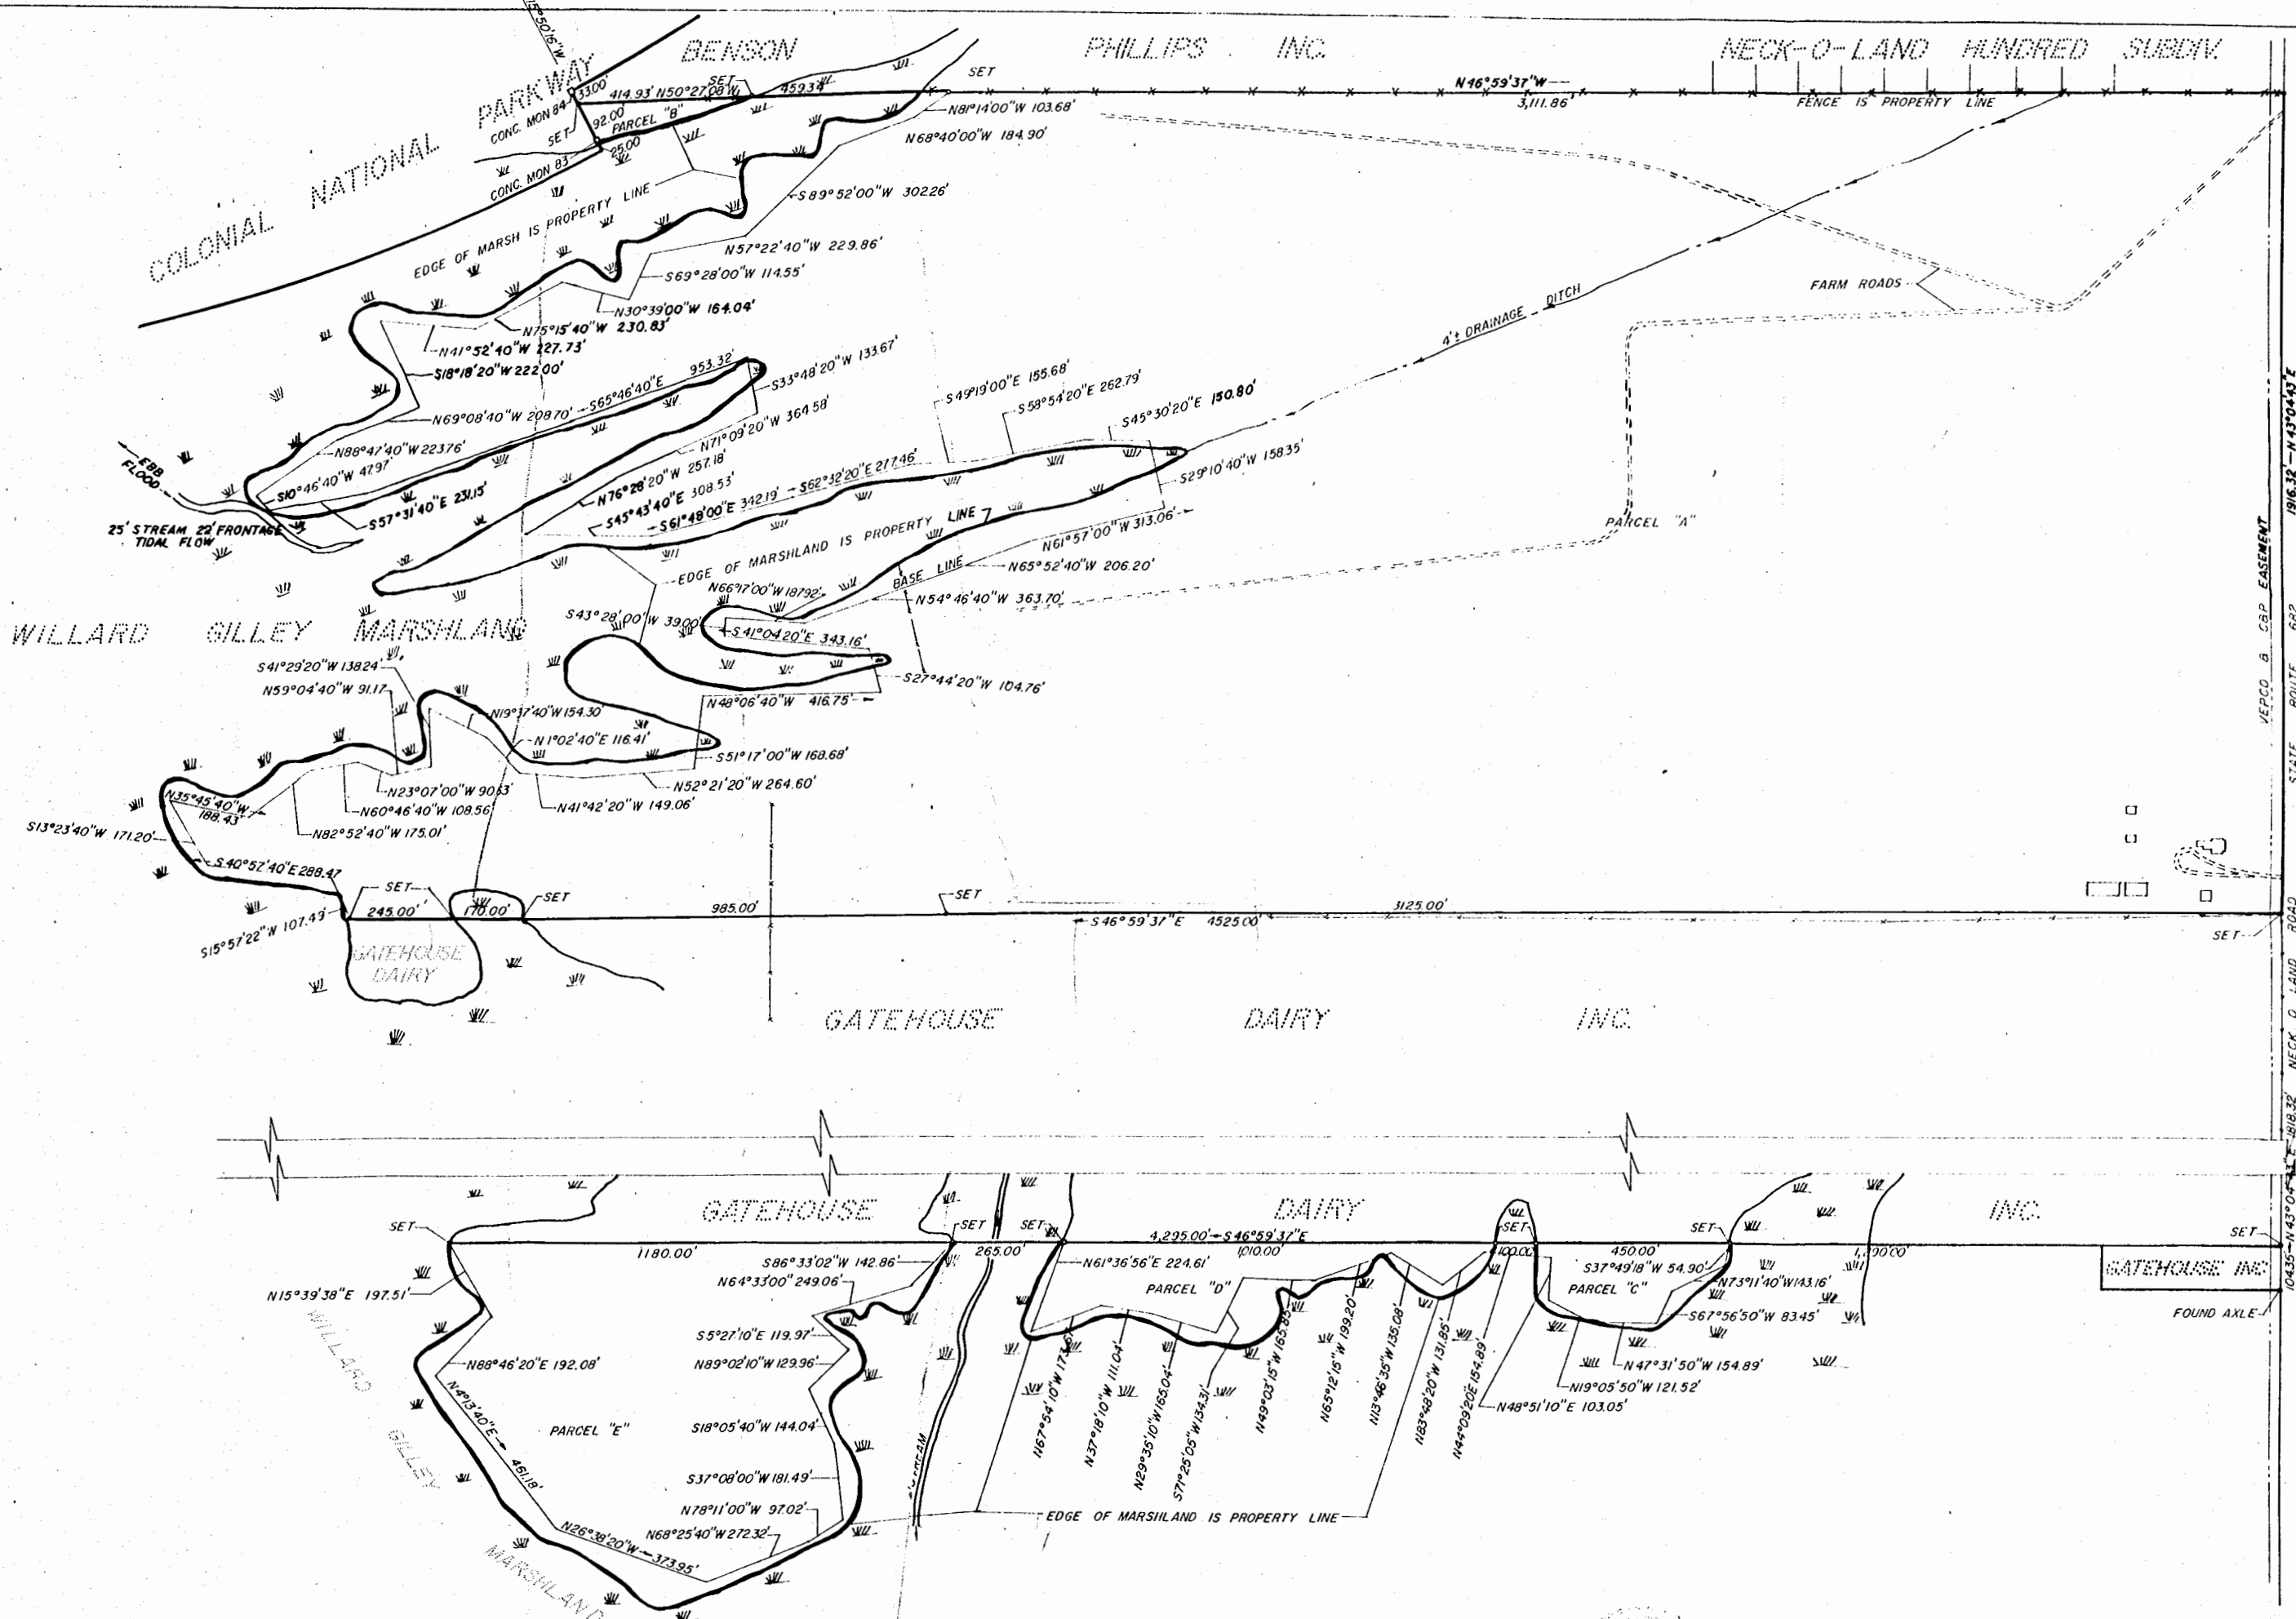 BENSON PHILLIPS INC. NECK-O-LAND HUNDRED SUBDIV.
COLONIAL NATIONAL PARKWAY
15°50'16"W
CONC. MON 84
33.00'
SET
92.00'
414.93' N50°27'08"W
SET
459.34'
PARCEL "B"
25.00
CONC. MON 83
SET
N46°59'37"W
3,111.86'
FENCE IS PROPERTY LINE
N81°14'00"W 103.68'
N68°40'00"W 184.90'
S89°52'00"W 302.26'
EDGE OF MARSH IS PROPERTY LINE
N57°22'40"W 229.86'
S69°28'00"W 114.55'
N30°39'00"W 164.04'
N75°15'40"W 230.83'
N41°52'40"W 227.73'
S18°18'20"W 222.00'
N69°08'40"W 208.70'
S65°46'40"E 953.32'
S33°48'20"W 133.67'
N88°47'40"W 223.76'
S10°46'40"W 47.97'
S57°31'40"E 231.15'
N71°09'20"W 364.58'
N76°28'20"W 257.18'
S45°43'40"E 308.53'
S61°48'00"E 342.19'
S62°32'20"E 217.46'
S49°19'00"E 155.68'
S58°54'20"E 262.79'
S45°30'20"E 150.80'
S29°10'40"W 158.35'
4'± DRAINAGE DITCH
FARM ROADS
PARCEL "A"
EBB
FLOOD
25' STREAM 22' FRONTAGE
TIDAL FLOW
EDGE OF MARSHLAND IS PROPERTY LINE
N61°57'00"W 313.06'
BASE LINE
N65°52'40"W 206.20'
N66°17'00"W 187.92'
N54°46'40"W 363.70'
S43°28'00"W 39.00'
S41°04'20"E 343.16'
S27°44'20"W 104.76'
WILLARD GILLEY MARSHLAND
S41°29'20"W 138.24'
N59°04'40"W 91.17'
N48°06'40"W 416.75'
N19°37'40"W 154.30'
N1°02'40"E 116.41'
S51°17'00"W 168.68'
N52°21'20"W 264.60'
N41°42'20"W 149.06'
N23°07'00"W 90.63'
N60°46'40"W 108.56'
N82°52'40"W 175.01'
N35°45'40"W
188.43'
S13°23'40"W 171.20'
S40°57'40"E 288.47'
SET
SET
245.00'
170.00'
985.00'
SET
S46°59'37"E 4525.00'
3125.00'
SET
S15°57'22"W 107.49'
GATEHOUSE
DAIRY
GATEHOUSE DAIRY INC.
1916.32'—N43°04'43"E
VEPCO & C&P EASEMENT
STATE ROUTE 682
NECK O LAND ROAD
GATEHOUSE DAIRY INC.
SET
1180.00'
SET
265.00'
SET
4,295.00' S46°59'37"E
1010.00'
SET
100.00'
450.00'
SET
SET
GATEHOUSE INC
FOUND AXLE
S86°33'02"W 142.86'
N64°33'00" 249.06'
N15°39'38"E 197.51'
S5°27'10"E 119.97'
N89°02'10"W 129.96'
N88°46'20"E 192.08'
N4°13'40"E 461.18'
PARCEL "E"
S18°05'40"W 144.04'
S37°08'00"W 181.49'
N78°11'00"W 97.02'
N68°25'40"W 272.32'
N26°38'20"W 373.95'
WILLARD GILLEY MARSHLAND
STREAM
N61°36'56"E 224.61'
PARCEL "D"
N37°18'10"W 111.04'
N29°35'10"W 165.04'
S71°25'05"W 134.31'
N49°03'15"W 165.85'
N65°12'15"W 199.20'
N13°46'35"W 135.08'
N83°48'20"W 131.85'
N44°09'20"E 154.89'
S37°49'18"W 54.90'
PARCEL "C"
N73°11'40"W 143.16'
S67°56'50"W 83.45'
N47°31'50"W 154.89'
N19°05'50"W 121.52'
N48°51'10"E 103.05'
EDGE OF MARSHLAND IS PROPERTY LINE